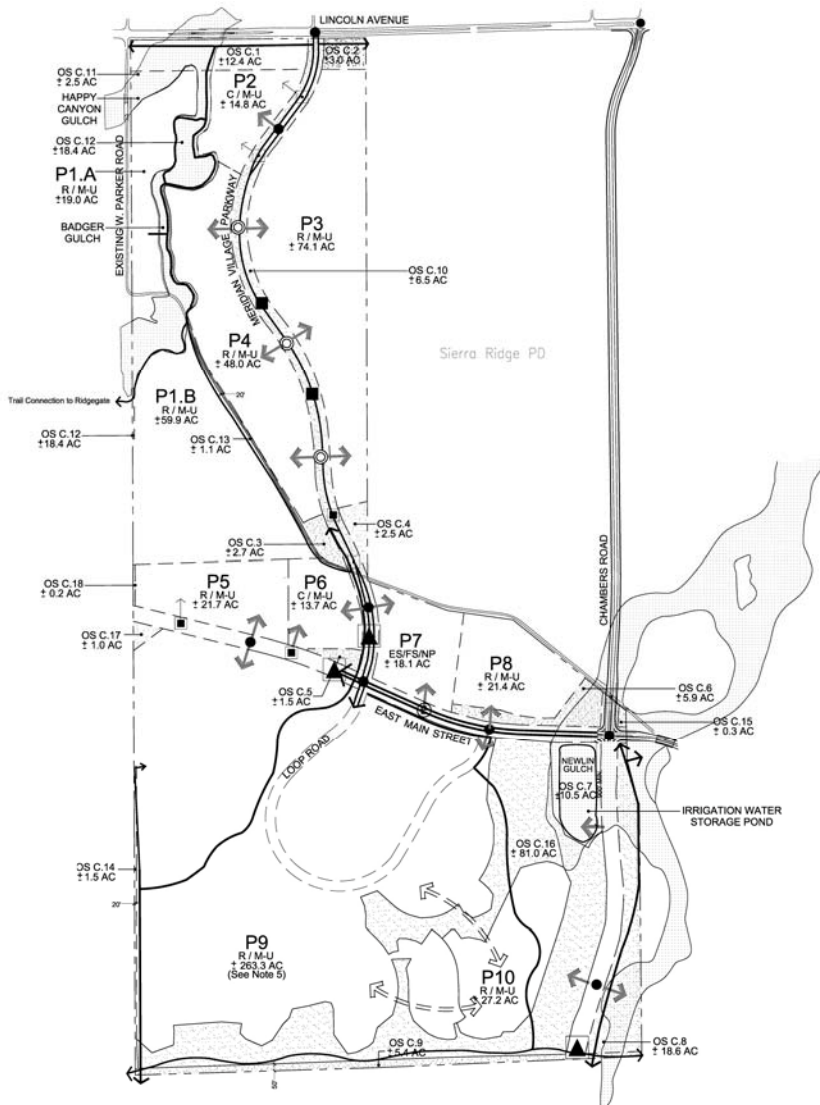 LINCOLN AVENUE
OS C.1
±12.4 AC
OS C.2
±3.0 AC
OS C.11
± 2.5 AC
HAPPY
CANYON
GULCH
P2
C / M-U
± 14.8 AC
OS C.12
±18.4 AC
P1.A
R / M-U
±19.0 AC
EXISTING W. PARKER ROAD
BADGER
GULCH
MERIDIAN VILLAGE PARKWAY
P3
R / M-U
± 74.1 AC
OS C.10
±6.5 AC
P4
R / M-U
± 48.0 AC
Sierra Ridge PD
20'
Trail Connection to Ridgegate
P1.B
R / M-U
±59.9 AC
OS C.12
±18.4 AC
OS C.13
± 1.1 AC
OS C.4
± 2.5 AC
OS C.3
±2.7 AC
CHAMBERS ROAD
OS C.18
± 0.2 AC
P5
R / M-U
± 21.7 AC
P6
C / M-U
± 13.7 AC
OS C.17
± 1.0 AC
P7
ES/FS/NP
± 18.1 AC
P8
R / M-U
± 21.4 AC
OS C.6
±5.9 AC
OS C.5
±1.5 AC
OS C.15
± 0.3 AC
EAST MAIN STREET
LOOP ROAD
NEWLIN
GULCH
OS C.7
±10.5 AC
IRRIGATION WATER
STORAGE POND
OS C.16
± 81.0 AC
OS C.14
±1.5 AC
20'
P9
R / M-U
± 263.3 AC
(See Note 5)
P10
R / M-U
27.2 AC
OS C.9
±5.4 AC
OS C.8
± 18.6 AC
50'